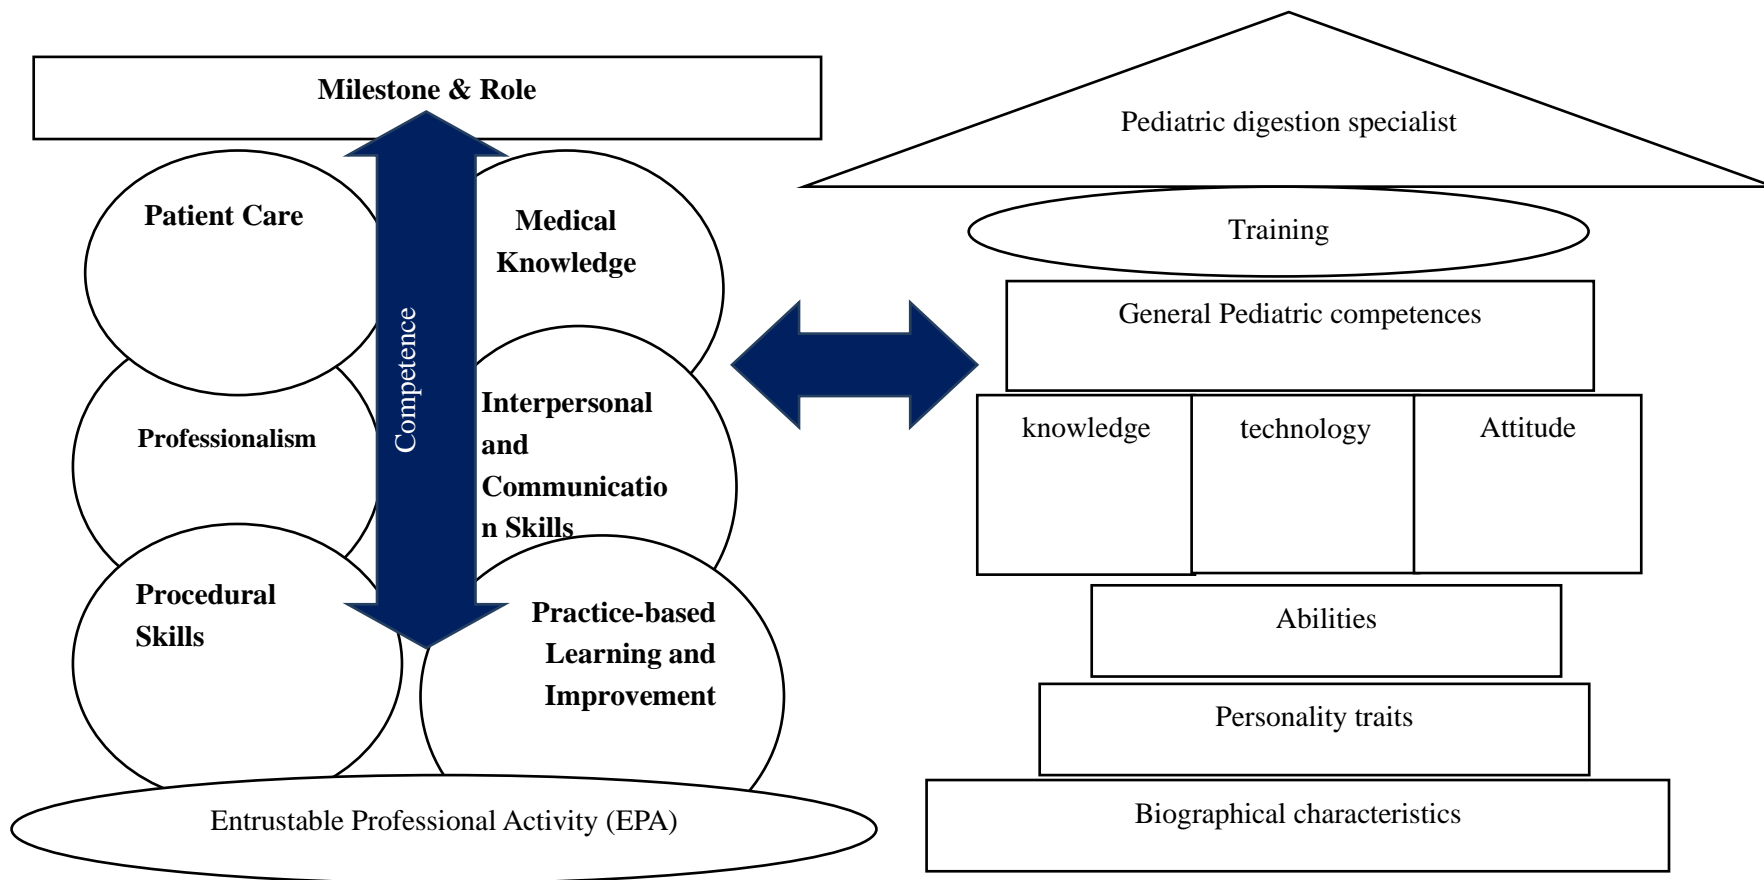 Milestone & Role
Patient Care
Medical
Knowledge
Professionalism
Competence
Interpersonal
and
Communicatio
n Skills
Procedural
Skills
Practice-based
Learning and
Improvement
Entrustable Professional Activity (EPA)
Pediatric digestion specialist
Training
General Pediatric competences
knowledge
technology
Attitude
Abilities
Personality traits
Biographical characteristics